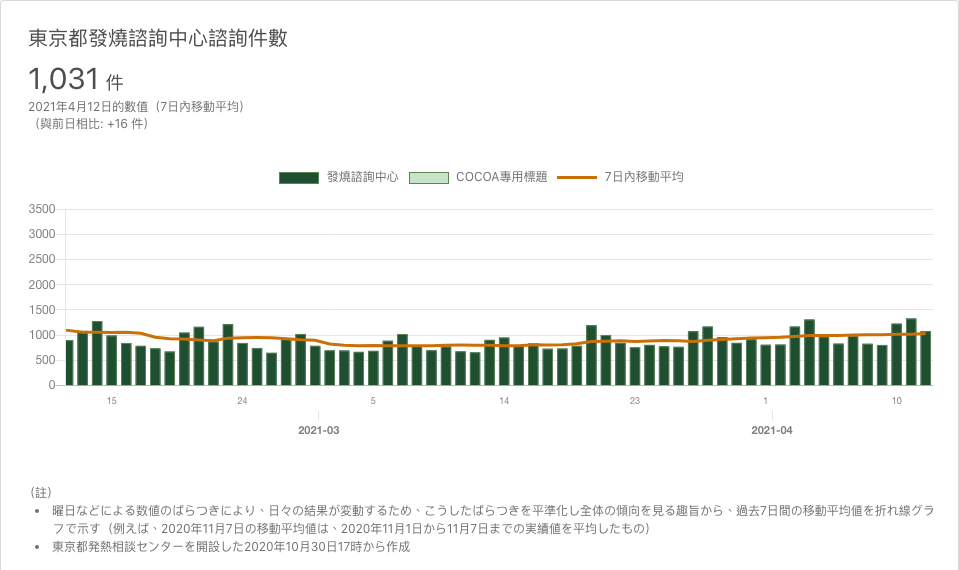 東京都發燒諮詢中心諮詢件數
1,031 件
2021年4月12日的數值（7日內移動平均）
（與前日相比: +16 件）
發燒諮詢中心 COCOA專用標題 7日內移動平均
3500
3000
2500
2000
1500
1000
500
0
15 24 5 14 23 1 10
2021-03 2021-04
（註）
• 曜日などによる数値のばらつきにより、日々の結果が変動するため、こうしたばらつきを平準化し全体の傾向を見る趣旨から、過去7日間の移動平均値を折れ線グラ
フで示す（例えば、2020年11月7日の移動平均値は、2020年11月1日から11月7日までの実績値を平均したもの）
• 東京都発熱相談センターを開設した2020年10月30日17時から作成